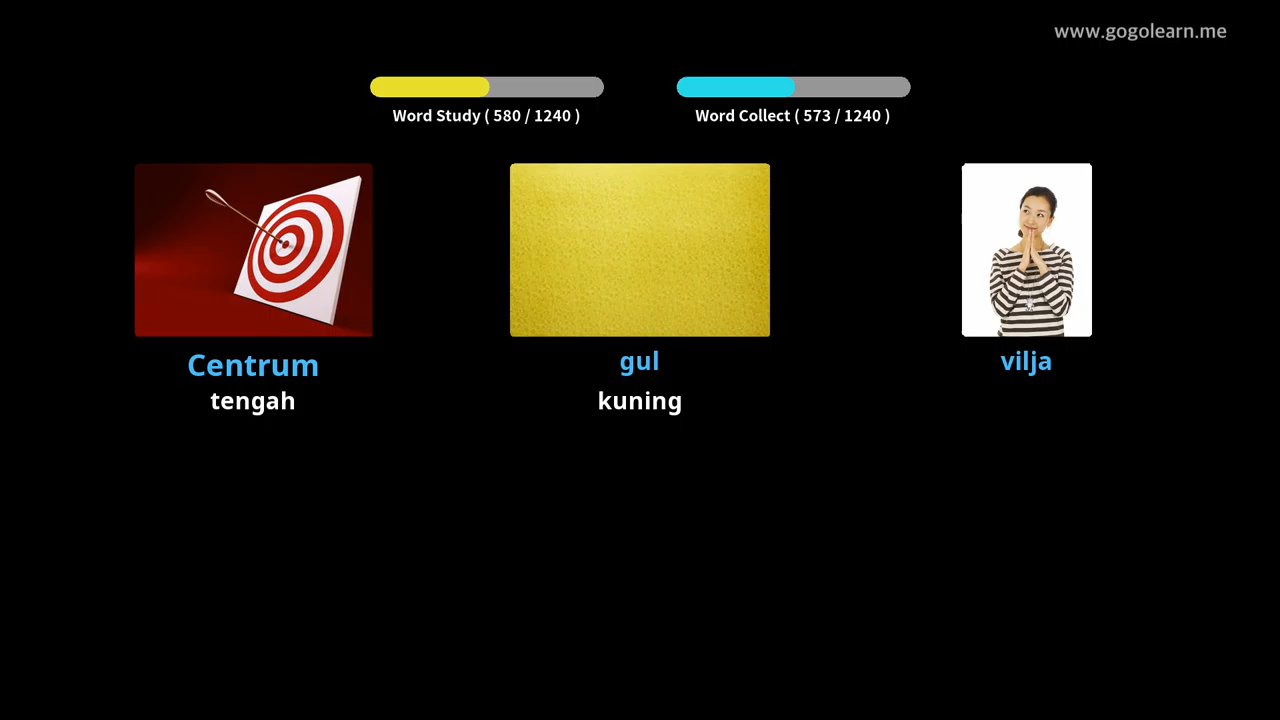 www.gogolearn.me
Word Study ( 580 / 1240 )
Word Collect ( 573 / 1240 )
Centrum
tengah
gul
kuning
vilja